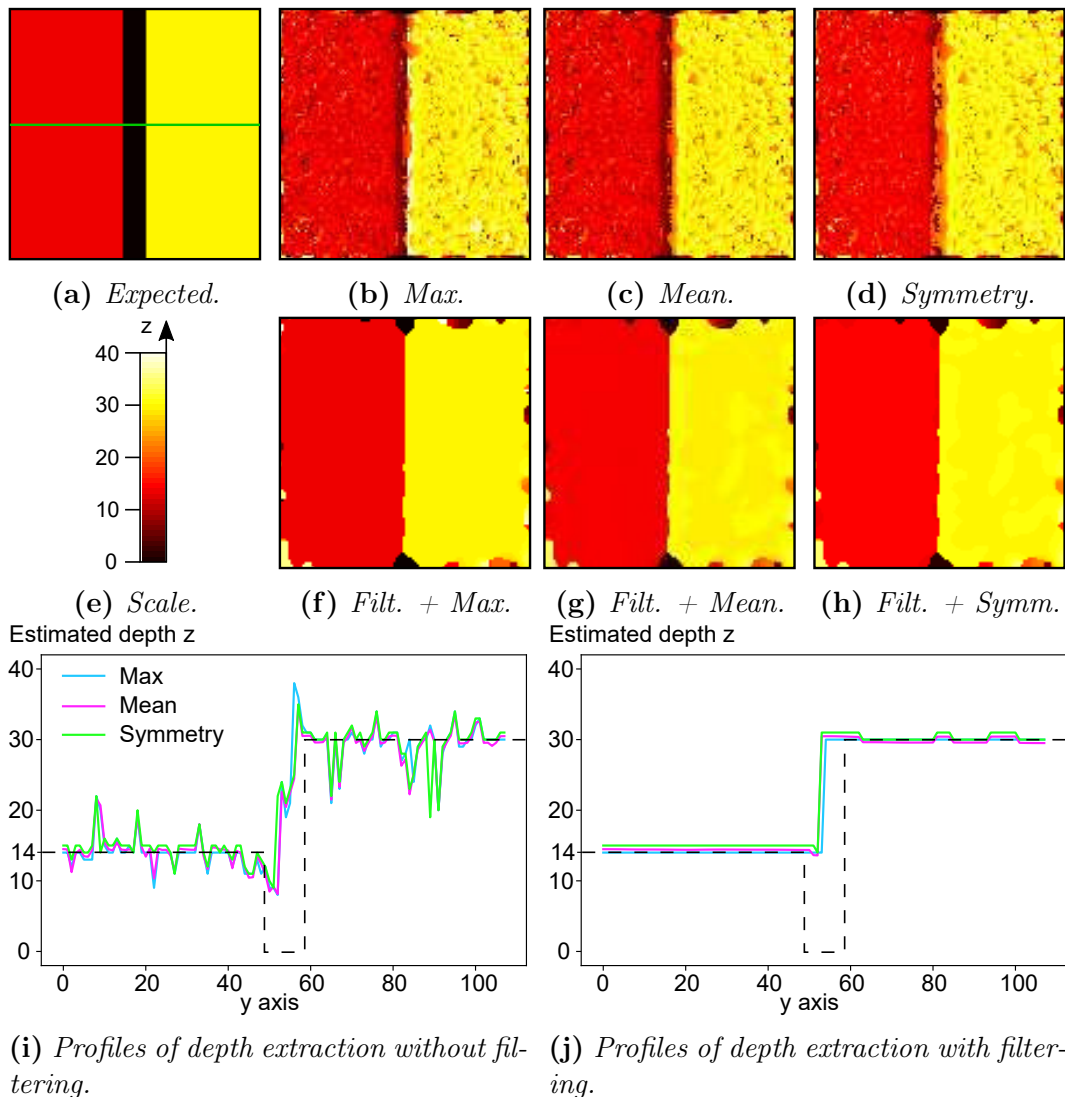 (a) Expected.
(b) Max.
(c) Mean.
(d) Symmetry.
z
40
30
20
10
0
(e) Scale.
(f) Filt. + Max.
(g) Filt. + Mean.
(h) Filt. + Symm.
Estimated depth z
40
30
20
14
10
0
Max
Mean
Symmetry
0 20 40 60 80 100
y axis
Estimated depth z
40
30
20
14
10
0
0 20 40 60 80 100
y axis
(i) Profiles of depth extraction without fil-
tering.
(j) Profiles of depth extraction with filter-
ing.